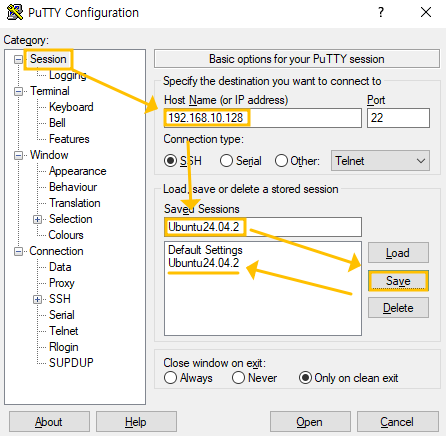 PuTTY Configuration
?
Category:
Session
Logging
Terminal
Keyboard
Bell
Features
Window
Appearance
Behaviour
Translation
Selection
Colours
Connection
Data
Proxy
SSH
Serial
Telnet
Rlogin
SUPDUP
Basic options for your PuTTY session
Specify the destination you want to connect to
Host Name (or IP address) Port
192.168.10.128 22
Connection type:
SSH Serial Other: Telnet
Load, save or delete a stored session
Saved Sessions
Ubuntu24.04.2
Default Settings
Ubuntu24.04.2
Load
Save
Delete
Close window on exit:
Always Never Only on clean exit
About Help Open Cancel